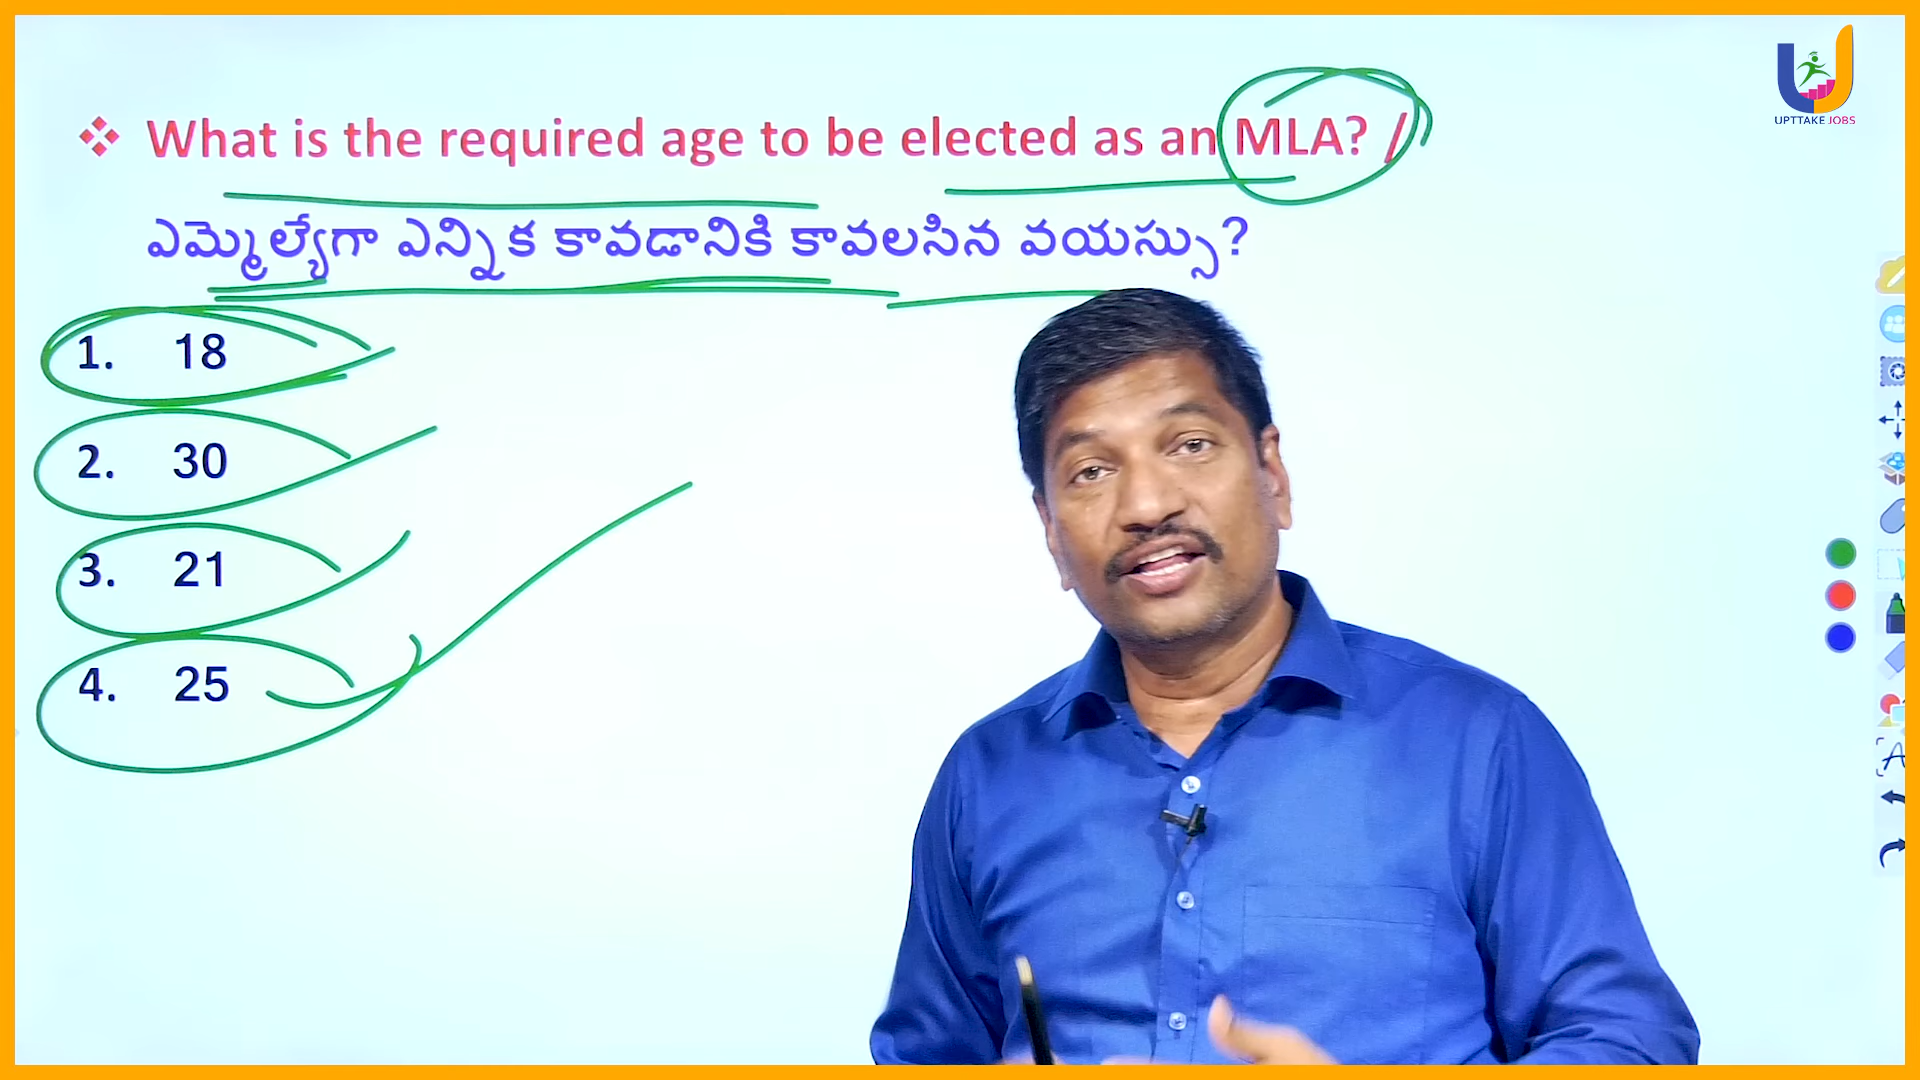 UPTTAKE JOBS
❖ What is the required age to be elected as an MLA? /
ఎమ్మెల్యేగా ఎన్నిక కావడానికి కావలసిన వయస్సు?
1. 18
2. 30
3. 21
4. 25